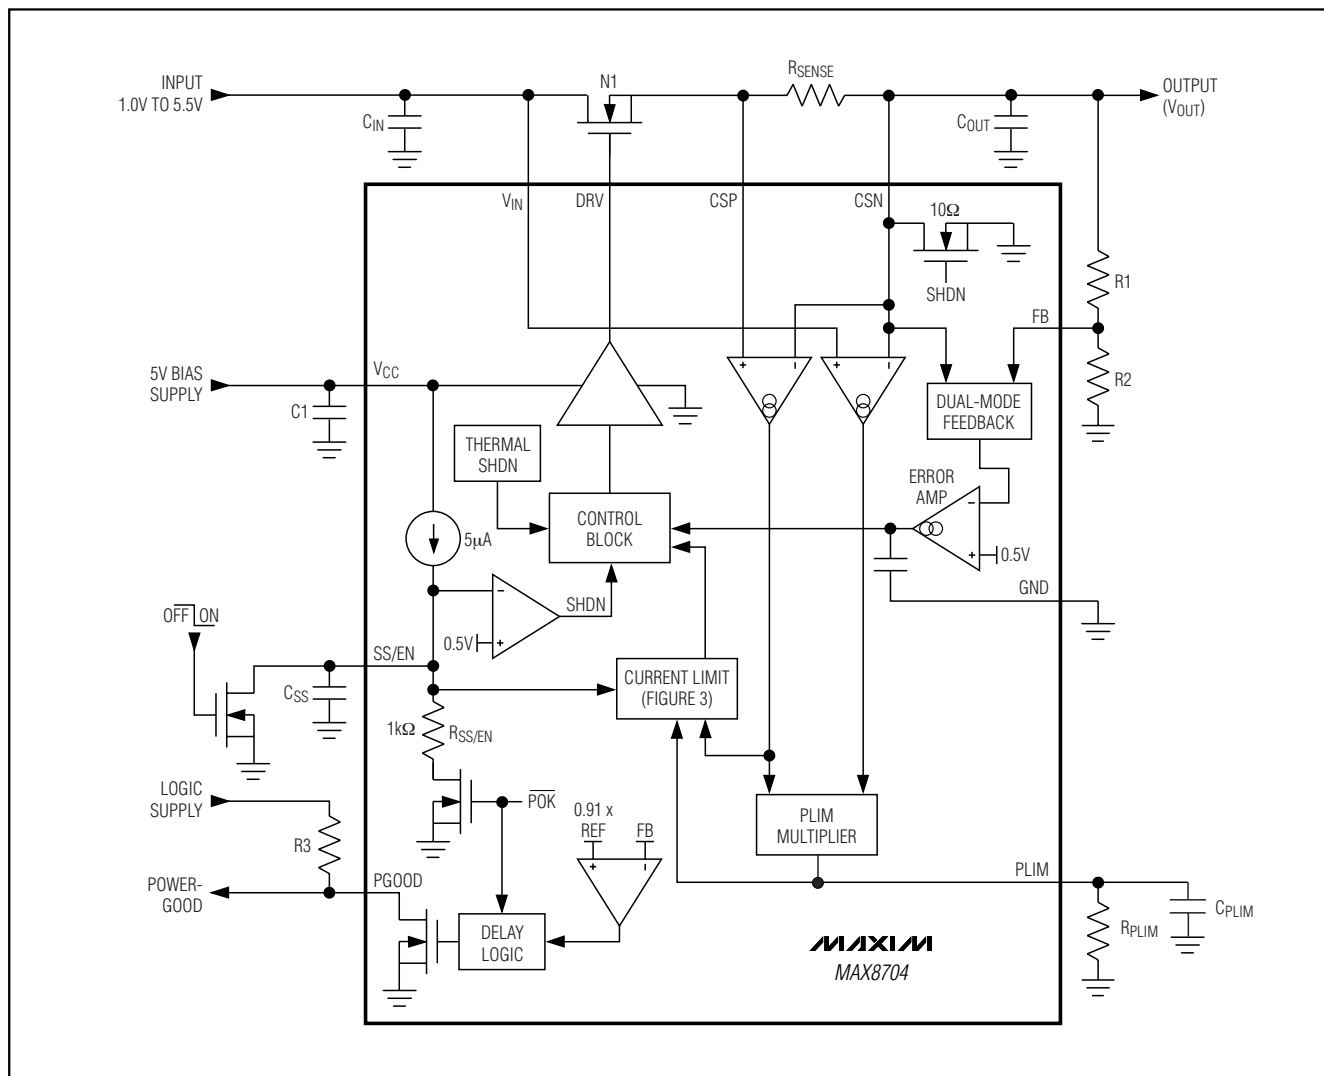 INPUT
1.0V TO 5.5V
N1
RSENSE
OUTPUT
(VOUT)
CIN
COUT
VIN
DRV
CSP
CSN
10Ω
SHDN
R1
FB
5V BIAS
SUPPLY
VCC
C1
R2
DUAL-MODE
FEEDBACK
THERMAL
SHDN
ERROR
AMP
CONTROL
BLOCK
5µA
0.5V
GND
OFF ON
SHDN
0.5V
SS/EN
CSS
CURRENT LIMIT
(FIGURE 3)
1kΩ
RSS/EN
LOGIC
SUPPLY
POK
0.91 x
REF
FB
PLIM
MULTIPLIER
R3
PGOOD
PLIM
POWER-
GOOD
CPLIM
RPLIM
DELAY
LOGIC
MAXIM
MAX8704